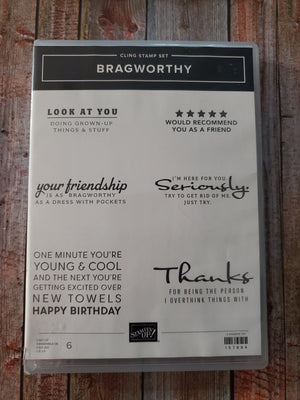 CLING STAMP SET
BRAGWORTHY
LOOK AT YOU
DOING GROWN-UP
THINGS & STUFF
WOULD RECOMMEND
YOU AS A FRIEND
your friendship
IS AS BRAGWORTHY
AS A DRESS WITH POCKETS
I'M HERE FOR YOU.
Seriously.
TRY TO GET RID OF ME.
JUST TRY.
ONE MINUTE YOU'RE
YOUNG & COOL
AND THE NEXT YOU'RE
GETTING EXCITED OVER
NEW TOWELS
HAPPY BIRTHDAY
Thanks
FOR BEING THE PERSON
I OVERTHINK THINGS WITH
6
STAMPIN' UP!